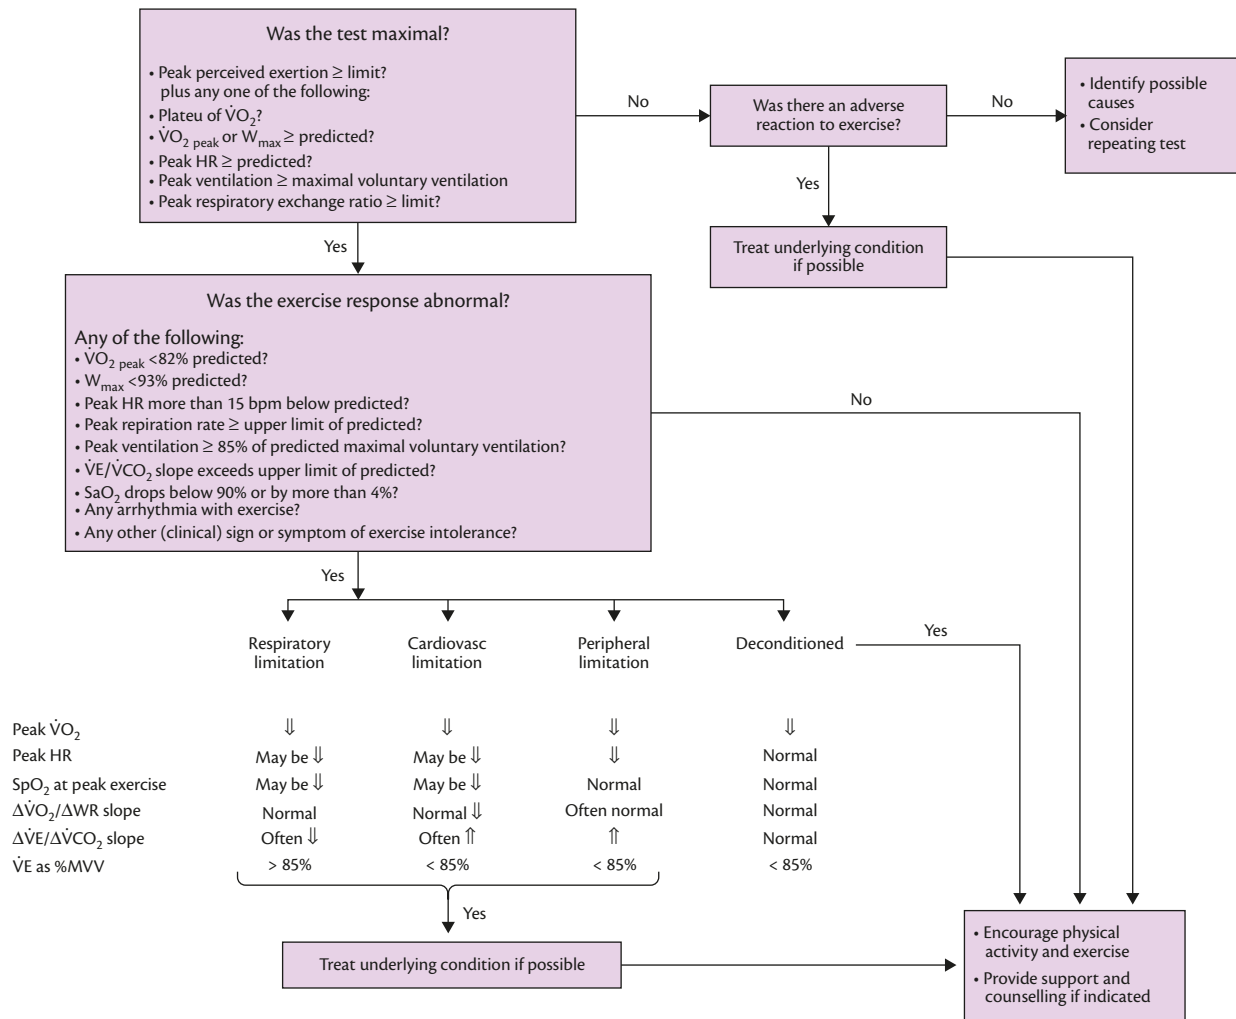 Was the test maximal?
• Peak perceived exertion ≥ limit?
plus any one of the following:
• Plateu of V̇O₂?
• V̇O₂ peak or Ẇmax ≥ predicted?
• Peak HR ≥ predicted?
• Peak ventilation ≥ maximal voluntary ventilation
• Peak respiratory exchange ratio ≥ limit?
No
Was there an adverse
reaction to exercise?
No
• Identify possible
causes
• Consider
repeating test
Yes
Yes
Treat underlying condition
if possible
Was the exercise response abnormal?
Any of the following:
• V̇O₂ peak <82% predicted?
• Wmax <93% predicted?
• Peak HR more than 15 bpm below predicted?
• Peak repiration rate ≥ upper limit of predicted?
• Peak ventilation ≥ 85% of predicted maximal voluntary ventilation?
• V̇E/V̇CO₂ slope exceeds upper limit of predicted?
• SaO₂ drops below 90% or by more than 4%?
• Any arrhythmia with exercise?
• Any other (clinical) sign or symptom of exercise intolerance?
No
Yes
Respiratory
limitation
Cardiovasc
limitation
Peripheral
limitation
Deconditioned
Yes
Peak V̇O₂ ⇓ ⇓ ⇓ ⇓
Peak HR May be ⇓ May be ⇓ ⇓ Normal
SpO₂ at peak exercise May be ⇓ May be ⇓ Normal Normal
ΔV̇O₂/ΔWR slope Normal Normal ⇓ Often normal Normal
ΔV̇E/ΔV̇CO₂ slope Often ⇓ Often ⇑ ⇑ Normal
V̇E as %MVV > 85% < 85% < 85% < 85%
Yes
Treat underlying condition if possible
• Encourage physical
activity and exercise
• Provide support and
counselling if indicated